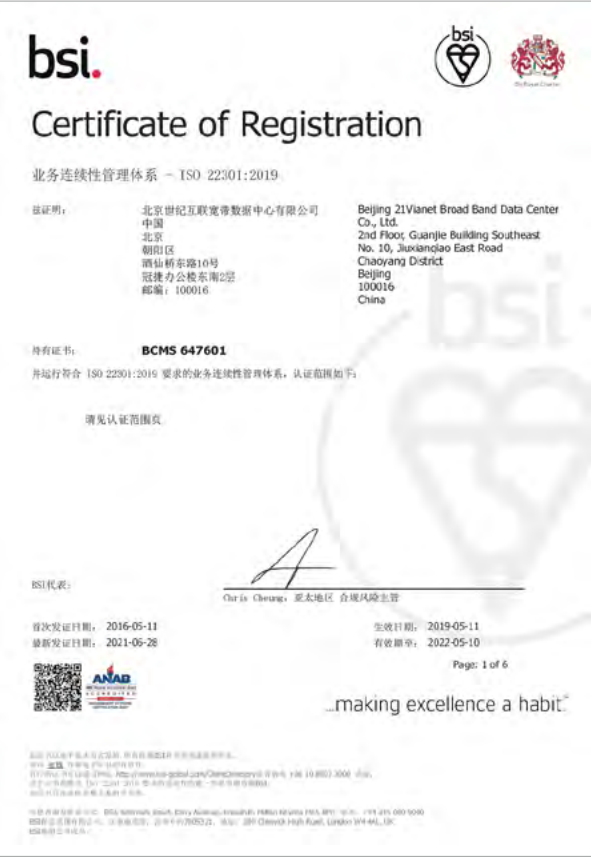 bsi.
bsi
By Royal Charter
Certificate of Registration
业务连续性管理体系 - ISO 22301:2019
兹证明:
北京世纪互联宽带数据中心有限公司
中国
北京
朝阳区
酒仙桥东路10号
冠捷办公楼东南2层
邮编: 100016
Beijing 21Vianet Broad Band Data Center
Co., Ltd.
2nd Floor, Guanjie Building Southeast
No. 10, Jiuxianqiao East Road
Chaoyang District
Beijing
100016
China
bsi
持有证书:
BCMS 647601
并运行符合 ISO 22301:2019 要求的业务连续性管理体系, 认证范围如下:
请见认证范围页
BSI代表:
Chris Cheung, 亚太地区 合规风险主管
首次发证日期: 2016-05-11
最新发证日期: 2021-06-28
生效日期: 2019-05-11
有效期至: 2022-05-10
Page: 1 of 6
ANAB
ACCREDITED
...making excellence a habit.™